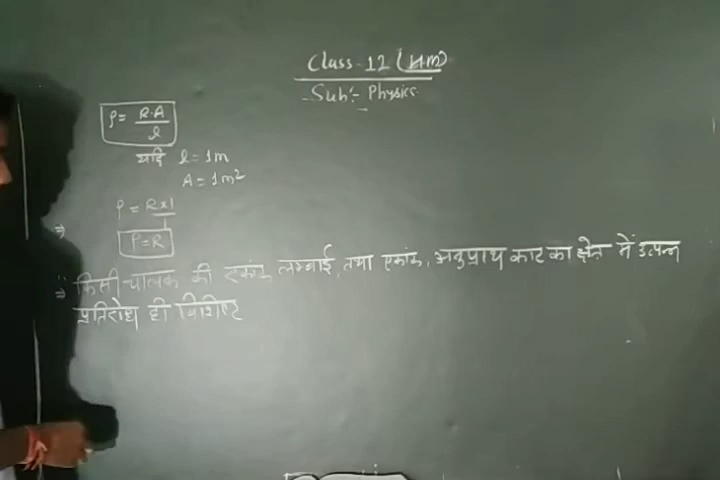 Class-12 (Hm)
Sub:- Physics
ρ= R·A/l
यदि l=1m
A=1m²
⇒ ρ = R×1/1
ρ=R
⇒ किसी चालक की एकांक लम्बाई, तथा एकांक, अनुप्राथ काट का क्षेत्र में उत्पन्न
प्रतिरोध ही विशिष्ट